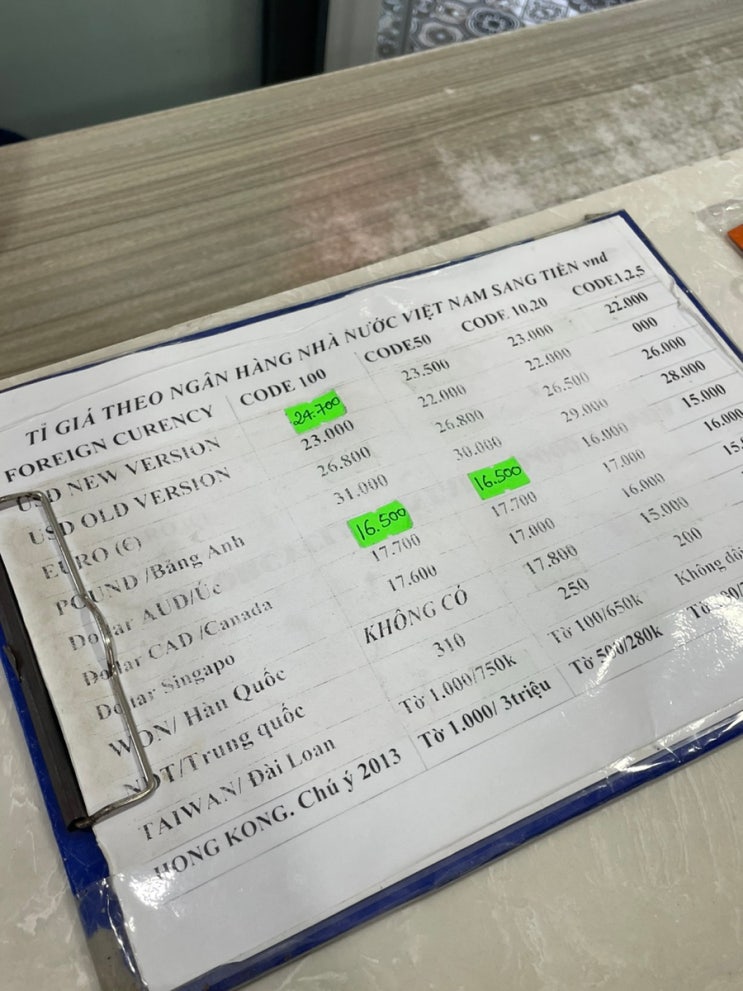 TỈ GIÁ THEO NGÂN HÀNG NHÀ NƯỚC VIỆT NAM SANG TIỀN vnd
FOREIGN CURENCY CODE 100 CODE50 CODE 10,20 CODE1,2,5
USD NEW VERSION 24.700 23.500 23.000 22.000
USD OLD VERSION 23.000 22.000 22.000 000
EURO (€) 26.800 26.800 26.500 26.000
POUND /Bảng Anh 31.000 30.000 29.000 28.000
Dollar AUD/Úc 16.500 16.500 16.000 15.000
Dollar CAD /Canada 17.700 17.700 17.000 16.000
Dollar Singapo 17.600 17.000 16.000
WON/ Hàn Quốc KHÔNG CÓ 17.800 15.000
NDT/Trung quốc 310 250 200
TAIWAN/ Đài Loan Tờ 1.000/750k Tờ 100/650k Không
HONG KONG. Chú ý 2013 Tờ 1.000/ 3triệu Tờ 500/280k Tờ